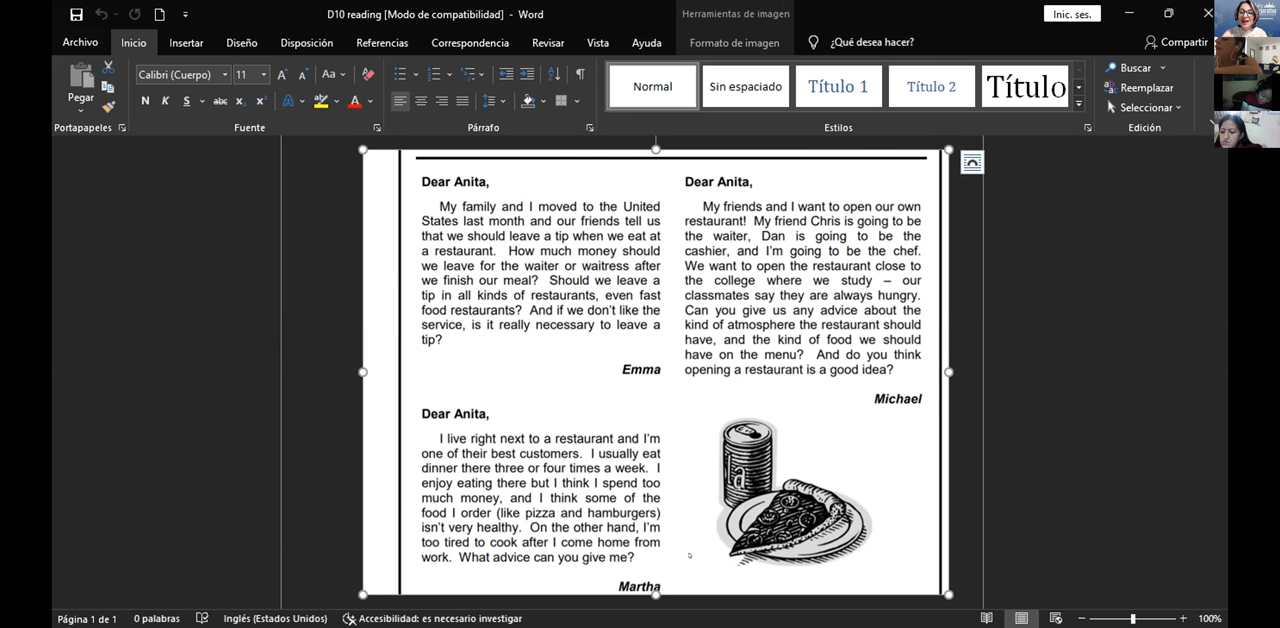 D10 reading [Modo de compatibilidad] - Word
Herramientas de imagen
Inic. ses.
Archivo Inicio Insertar Diseño Disposición Referencias Correspondencia Revisar Vista Ayuda Formato de imagen ¿Qué desea hacer? Compartir
Pegar
Calibri (Cuerpo) 11
Aa
N K S abc x₂ x²
A A
Normal
Sin espaciado
Título 1
Título 2
Título
Buscar
Reemplazar
Seleccionar
Portapapeles Fuente Párrafo Estilos Edición
Dear Anita,
My family and I moved to the United
States last month and our friends tell us
that we should leave a tip when we eat at
a restaurant. How much money should
we leave for the waiter or waitress after
we finish our meal? Should we leave a
tip in all kinds of restaurants, even fast
food restaurants? And if we don't like the
service, is it really necessary to leave a
tip?
Emma
Dear Anita,
I live right next to a restaurant and I'm
one of their best customers. I usually eat
dinner there three or four times a week. I
enjoy eating there but I think I spend too
much money, and I think some of the
food I order (like pizza and hamburgers)
isn't very healthy. On the other hand, I'm
too tired to cook after I come home from
work. What advice can you give me?
Martha
Dear Anita,
My friends and I want to open our own
restaurant! My friend Chris is going to be
the waiter, Dan is going to be the
cashier, and I'm going to be the chef.
We want to open the restaurant close to
the college where we study – our
classmates say they are always hungry.
Can you give us any advice about the
kind of atmosphere the restaurant should
have, and the kind of food we should
have on the menu? And do you think
opening a restaurant is a good idea?
Michael
Página 1 de 1 0 palabras Inglés (Estados Unidos) Accesibilidad: es necesario investigar 100%